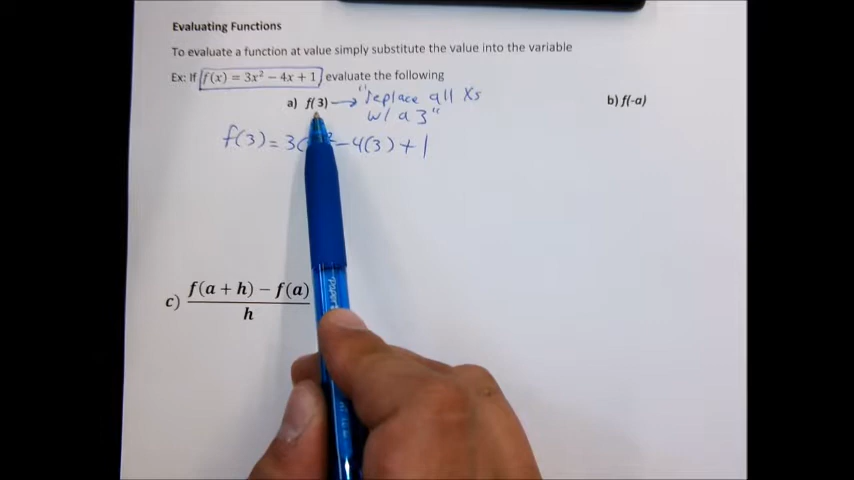 Evaluating Functions
To evaluate a function at value simply substitute the value into the variable
Ex: If f(x) = 3x² − 4x + 1, evaluate the following
a) f(3) → "replace all Xs b) f(-a)
w/ a 3"
f(3) = 3( ² − 4(3) + 1
c) f(a + h) − f(a)
h